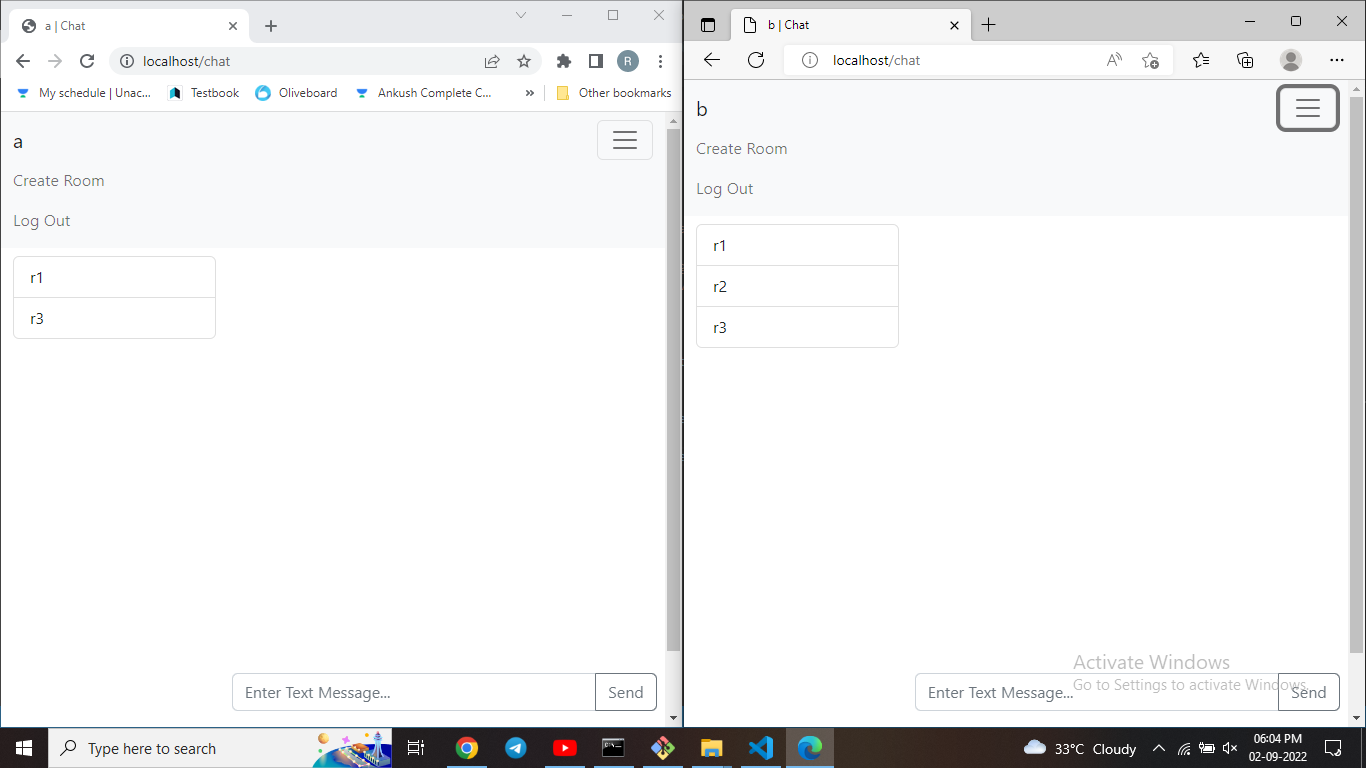 a | Chat
localhost/chat
R
My schedule | Unac...
Testbook
Oliveboard
Ankush Complete C...
»
Other bookmarks
a
Create Room
Log Out
r1
r3
Enter Text Message...
Send
b | Chat
localhost/chat
b
Create Room
Log Out
r1
r2
r3
Activate Windows
Go to Settings to activate Windows.
Enter Text Message...
Send
Type here to search
33°C Cloudy
06:04 PM
02-09-2022